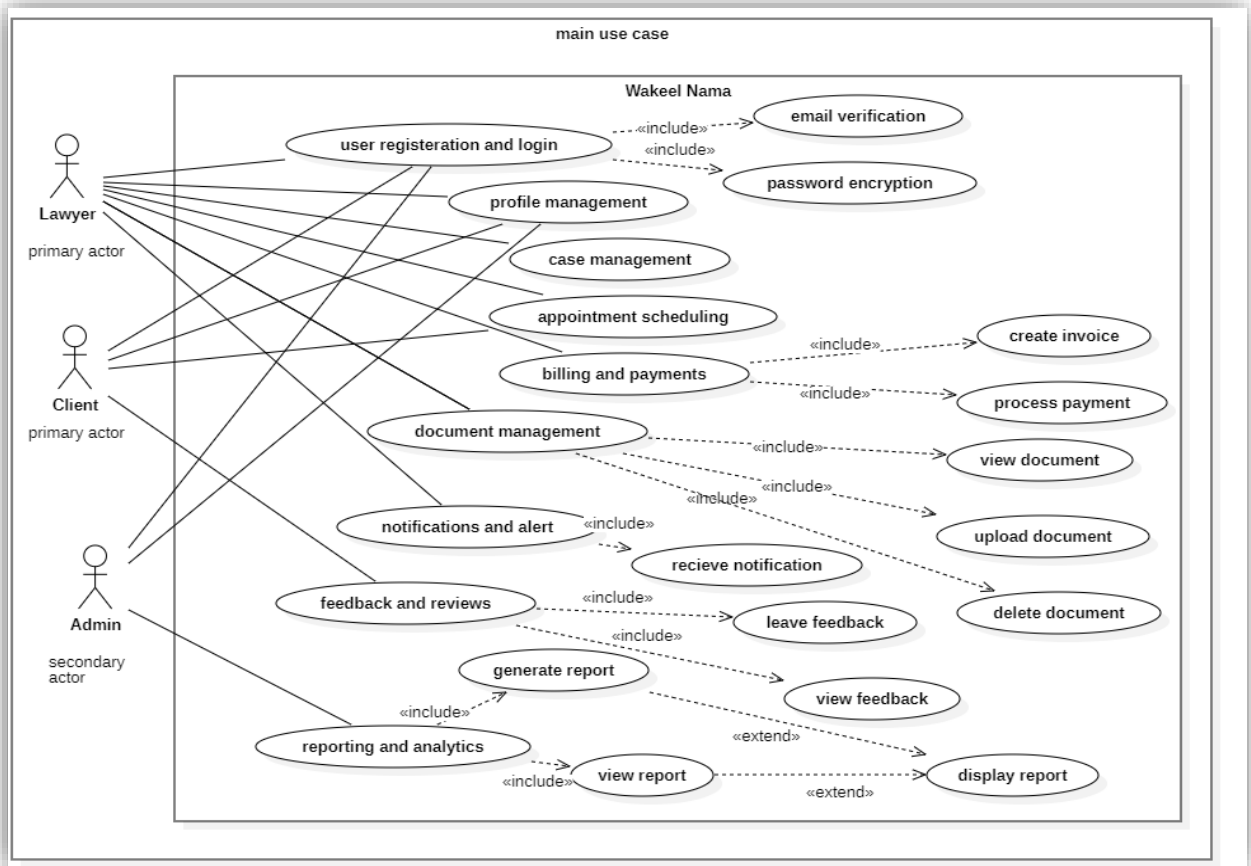 main use case
Wakeel Nama
email verification
«include»
user registeration and login
«include»
password encryption
profile management
Lawyer
primary actor
case management
appointment scheduling
create invoice
«include»
billing and payments
«include»
process payment
Client
primary actor
document management
«include»
view document
«include»
«include»
notifications and alert
«include»
upload document
recieve notification
feedback and reviews
«include»
leave feedback
delete document
Admin
«include»
secondary
actor
generate report
view feedback
«include»
«extend»
reporting and analytics
«include»
view report
display report
«extend»